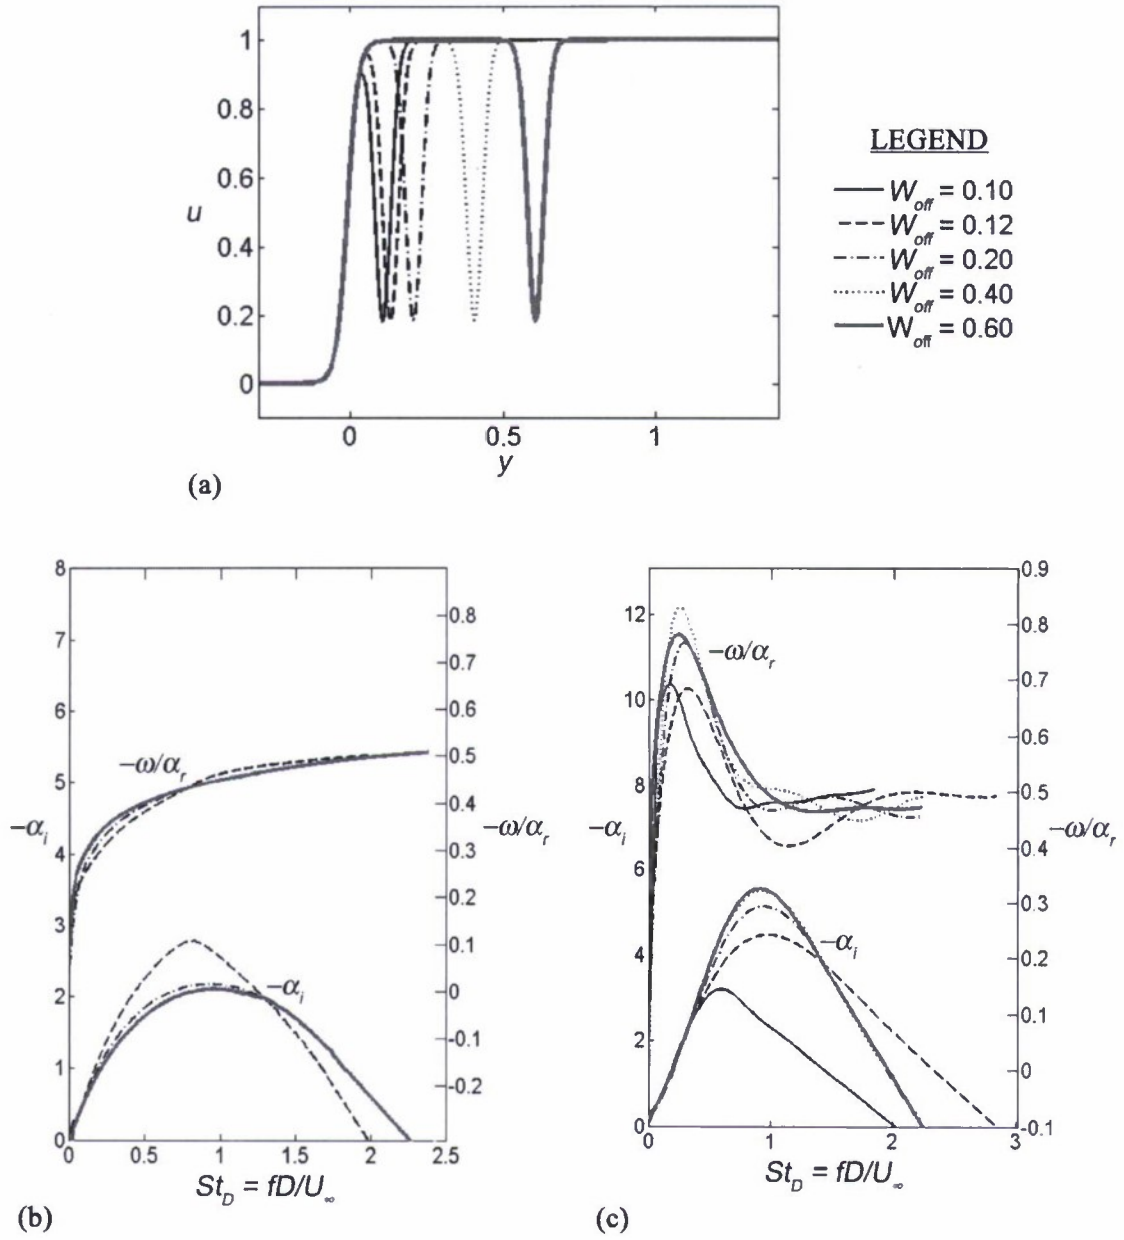 1
0.8
0.6
u
0.4
0.2
0
0 0.5 1
y
(a)
LEGEND
W_off = 0.10
W_off = 0.12
W_off = 0.20
W_off = 0.40
W_off = 0.60
8
7
6
5
−α_i
4
3
2
1
0
0.8
0.7
0.6
0.5
0.4
−ω/α_r
0.3
0.2
0.1
0
-0.1
-0.2
−ω/α_r
−α_i
0 0.5 1 1.5 2 2.5
St_D = fD/U_∞
(b)
12
10
8
−α_i
6
4
2
0
0.9
0.8
0.7
0.6
0.5
−ω/α_r
0.4
0.3
0.2
0.1
0
-0.1
−ω/α_r
−α_i
0 1 2 3
St_D = fD/U_∞
(c)